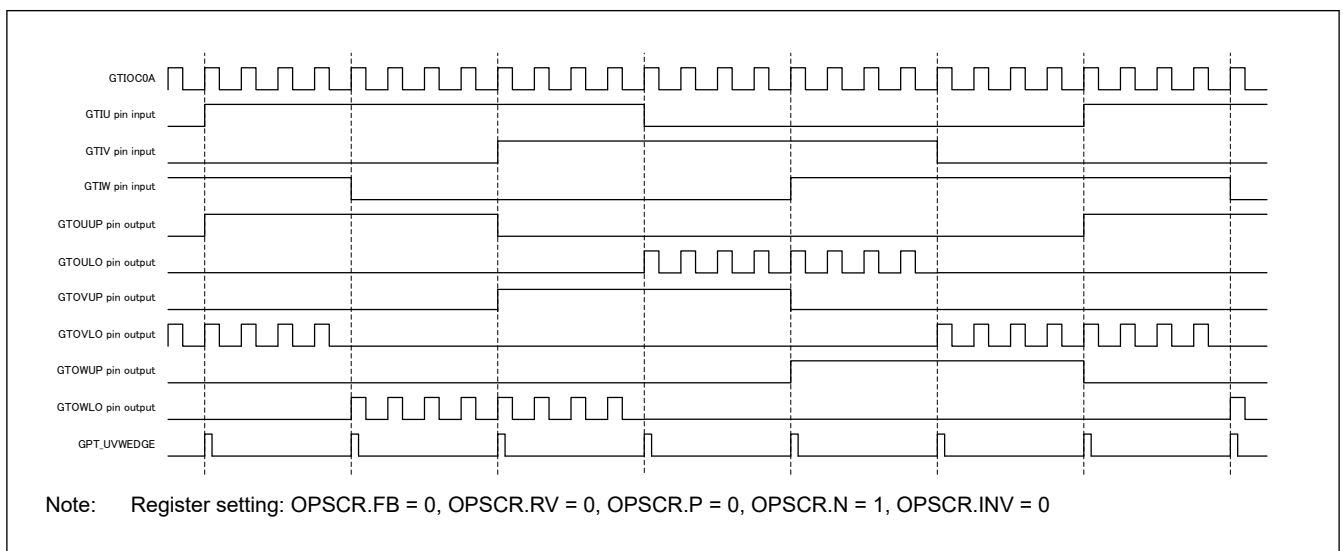 GTIOC0A
GTIU pin input
GTIV pin input
GTIW pin input
GTOUUP pin output
GTOULO pin output
GTOVUP pin output
GTOVLO pin output
GTOWUP pin output
GTOWLO pin output
GPT_UVWEDGE
Note: Register setting: OPSCR.FB = 0, OPSCR.RV = 0, OPSCR.P = 0, OPSCR.N = 1, OPSCR.INV = 0